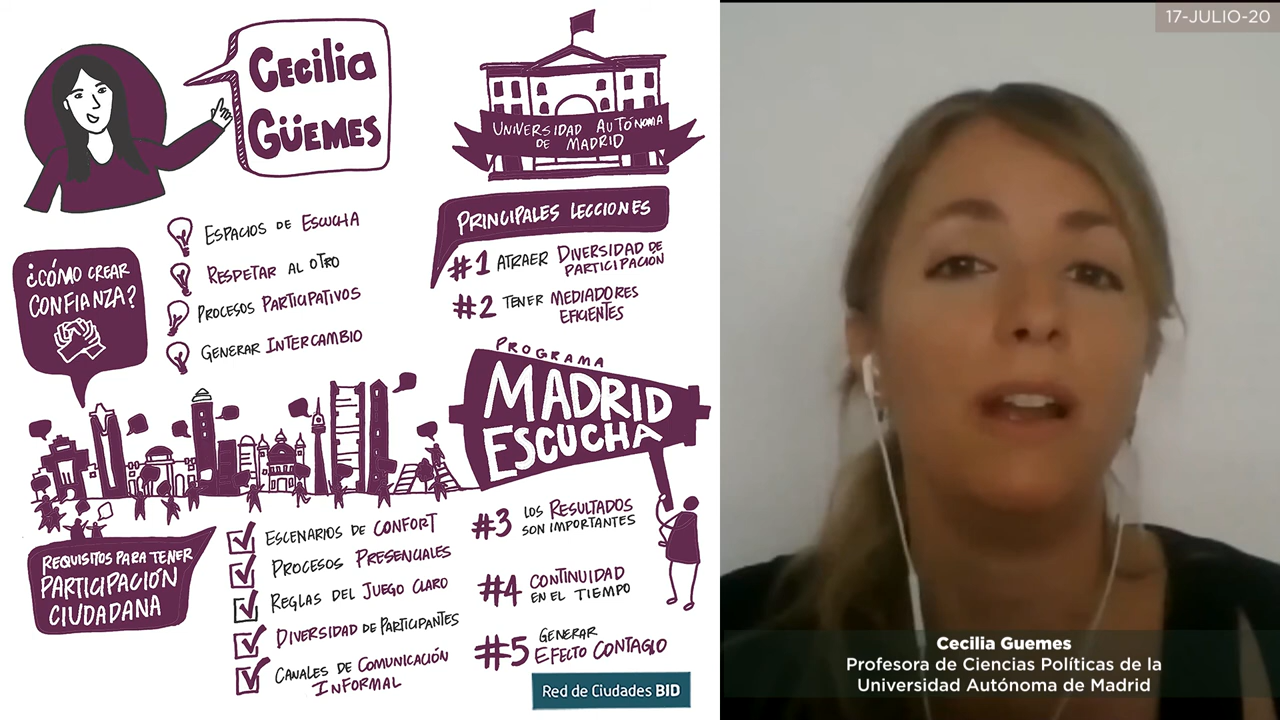 Cecilia
Güemes
UNIVERSIDAD AUTÓNOMA
DE MADRID
ESPACIOS DE ESCUCHA
RESPETAR AL OTRO
PROCESOS PARTICIPATIVOS
GENERAR INTERCAMBIO
¿CÓMO CREAR
CONFIANZA?
PRINCIPALES LECCIONES
#1 ATRAER DIVERSIDAD DE
PARTICIPACIÓN
#2 TENER MEDIADORES
EFICIENTES
PROGRAMA
MADRID
ESCUCHA
REQUISITOS PARA TENER
PARTICIPACIÓN
CIUDADANA
ESCENARIOS DE CONFORT
PROCESOS PRESENCIALES
REGLAS DEL JUEGO CLARO
DIVERSIDAD DE PARTICIPANTES
CANALES DE COMUNICACIÓN
INFORMAL
#3 LOS RESULTADOS
SON IMPORTANTES
#4 CONTINUIDAD
EN EL TIEMPO
#5 GENERAR
EFECTO CONTAGIO
Red de Ciudades BID
17-JULIO-20
Cecilia Guemes
Profesora de Ciencias Políticas de la
Universidad Autónoma de Madrid